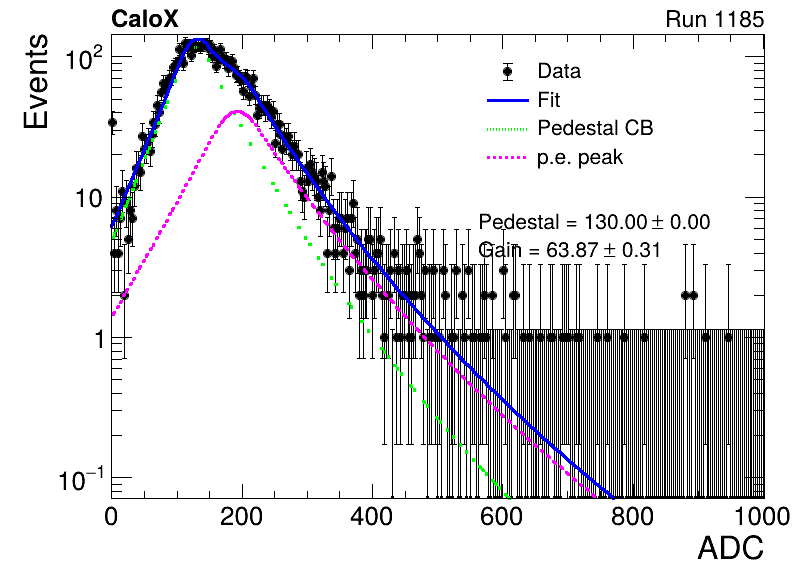 CaloX Run 1185
Events
Data
Fit
Pedestal CB
p.e. peak
Pedestal = 130.00 ± 0.00
Gain = 63.87 ± 0.31
10²
10
1
10⁻¹
0 200 400 600 800 1000
ADC